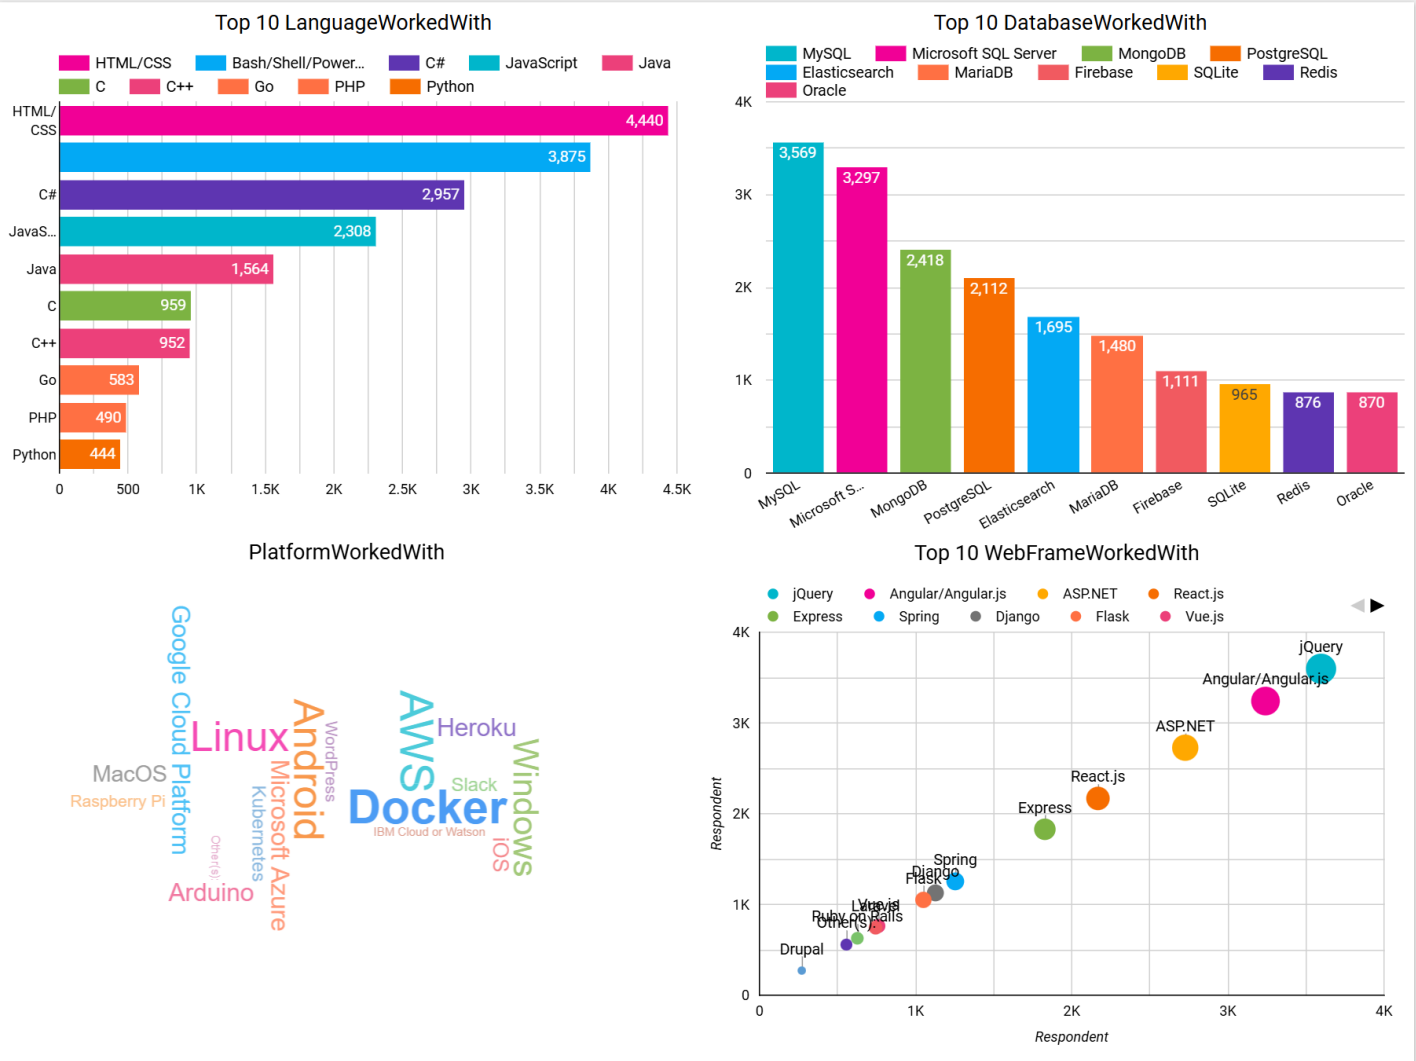 Top 10 LanguageWorkedWith
HTML/CSS Bash/Shell/Power... C# JavaScript Java
C C++ Go PHP Python
HTML/
CSS
4,440
3,875
C# 2,957
JavaS... 2,308
Java 1,564
C 959
C++ 952
Go 583
PHP 490
Python 444
0 500 1K 1.5K 2K 2.5K 3K 3.5K 4K 4.5K
Top 10 DatabaseWorkedWith
MySQL Microsoft SQL Server MongoDB PostgreSQL
Elasticsearch MariaDB Firebase SQLite Redis
Oracle
4K
3K
2K
1K
0
3,569 3,297 2,418 2,112 1,695 1,480 1,111 965 876 870
MySQL Microsoft S... MongoDB PostgreSQL Elasticsearch MariaDB Firebase SQLite Redis Oracle
PlatformWorkedWith
Google Cloud Platform
Linux
Android
WordPress
AWS
Heroku
Windows
MacOS
Raspberry Pi
Microsoft Azure
Kubernetes
Slack
Docker
IBM Cloud or Watson
iOS
Other(s):
Arduino
Top 10 WebFrameWorkedWith
jQuery Angular/Angular.js ASP.NET React.js
Express Spring Django Flask Vue.js
4K
3K
2K
1K
0
Respondent
jQuery
Angular/Angular.js
ASP.NET
React.js
Express
Spring
Django
Flask
Vue.js
Laravel
Ruby on Rails
Other(s):
Drupal
0 1K 2K 3K 4K
Respondent